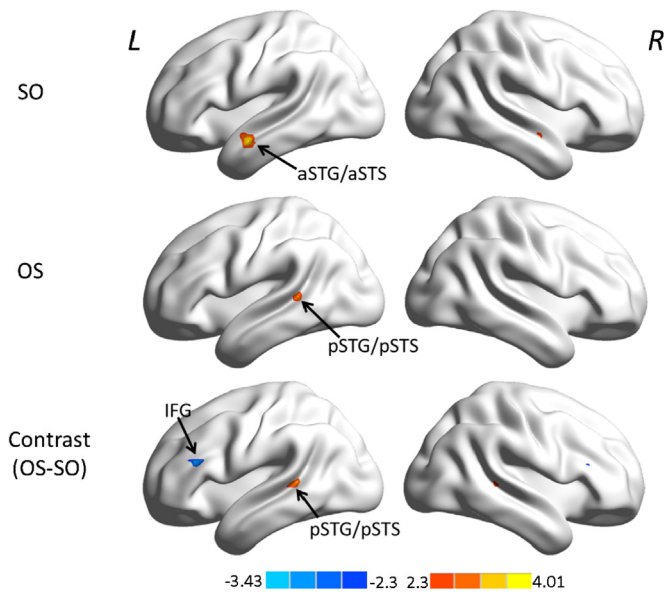 L
R
SO
aSTG/aSTS
OS
pSTG/pSTS
IFG
Contrast
(OS-SO)
pSTG/pSTS
-3.43 -2.3 2.3 4.01